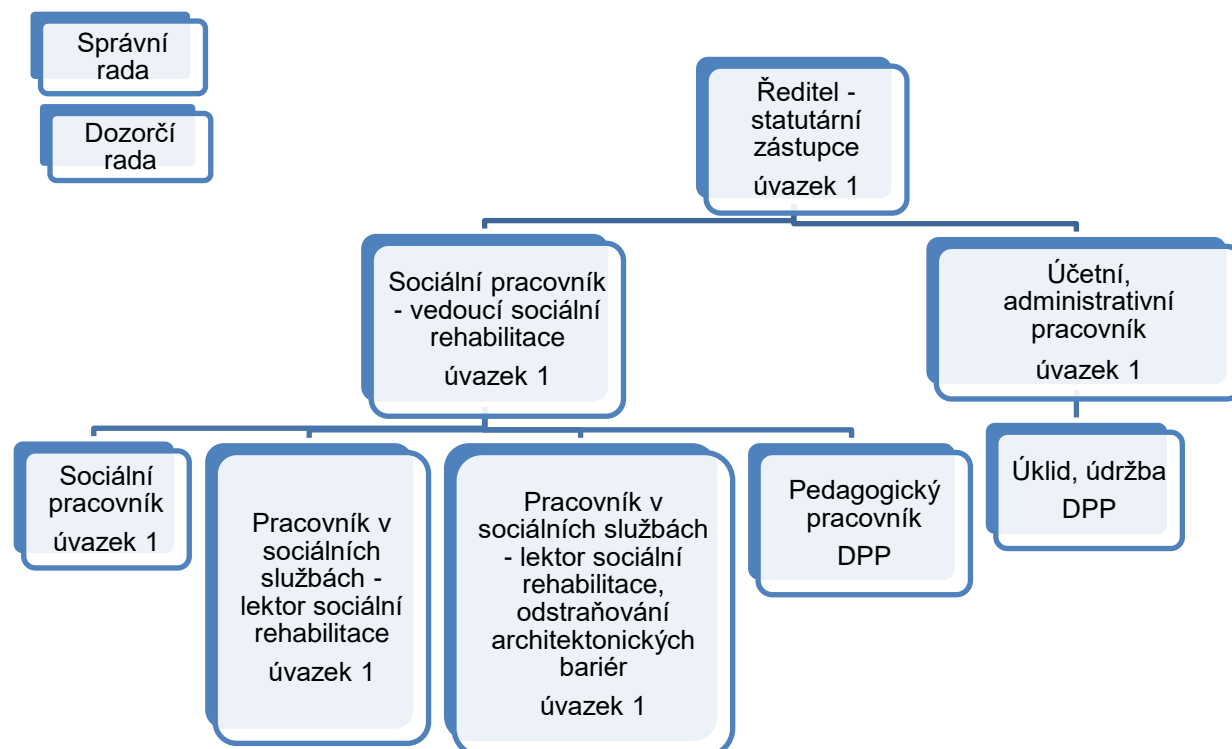 Správní
rada
Dozorčí
rada
Ředitel -
statutární
zástupce
úvazek 1
Sociální pracovník
- vedoucí sociální
rehabilitace
úvazek 1
Účetní,
administrativní
pracovník
úvazek 1
Sociální
pracovník
úvazek 1
Pracovník v
sociálních
službách -
lektor sociální
rehabilitace
úvazek 1
Pracovník v
sociálních službách
- lektor sociální
rehabilitace,
odstraňování
architektonických
bariér
úvazek 1
Pedagogický
pracovník
DPP
Úklid, údržba
DPP